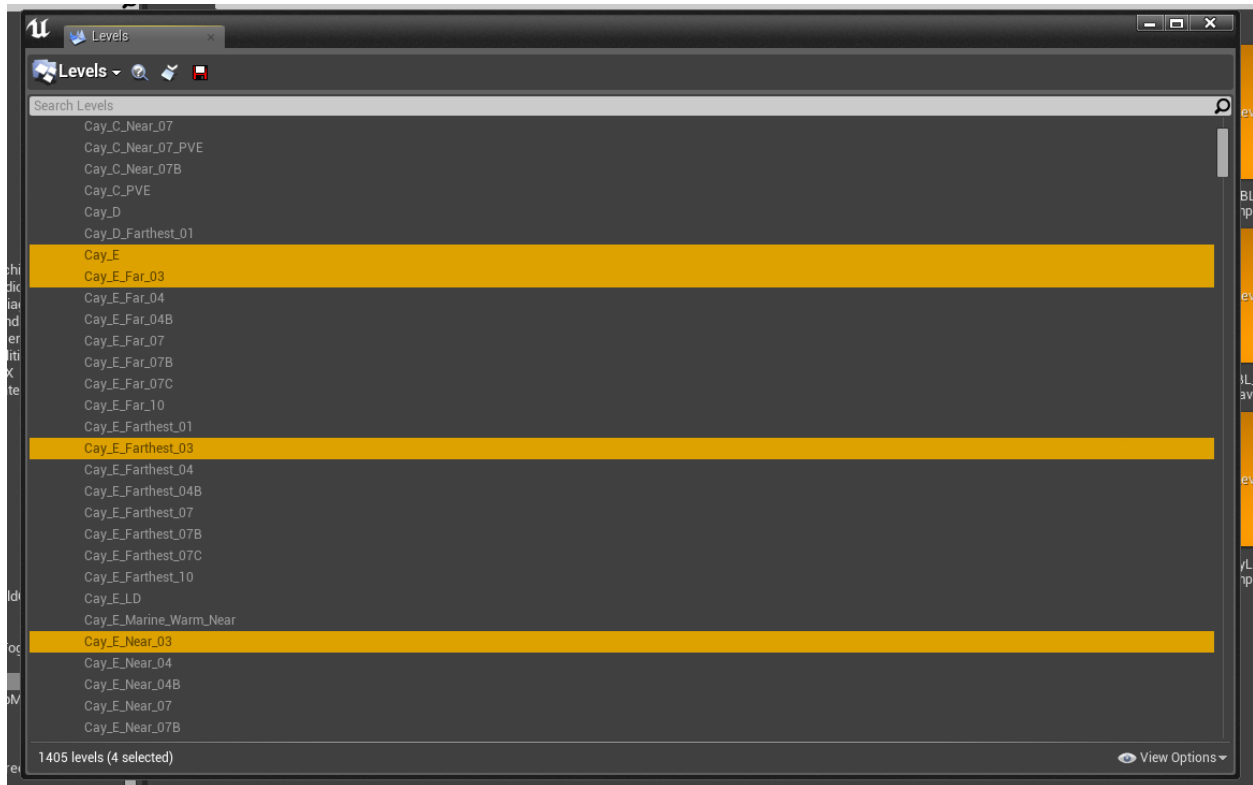 Levels
Levels
Search Levels
Cay_C_Near_07
Cay_C_Near_07_PVE
Cay_C_Near_07B
Cay_C_PVE
Cay_D
Cay_D_Farthest_01
Cay_E
Cay_E_Far_03
Cay_E_Far_04
Cay_E_Far_04B
Cay_E_Far_07
Cay_E_Far_07B
Cay_E_Far_07C
Cay_E_Far_10
Cay_E_Farthest_01
Cay_E_Farthest_03
Cay_E_Farthest_04
Cay_E_Farthest_04B
Cay_E_Farthest_07
Cay_E_Farthest_07B
Cay_E_Farthest_07C
Cay_E_Farthest_10
Cay_E_LD
Cay_E_Marine_Warm_Near
Cay_E_Near_03
Cay_E_Near_04
Cay_E_Near_04B
Cay_E_Near_07
Cay_E_Near_07B
1405 levels (4 selected)
View Options